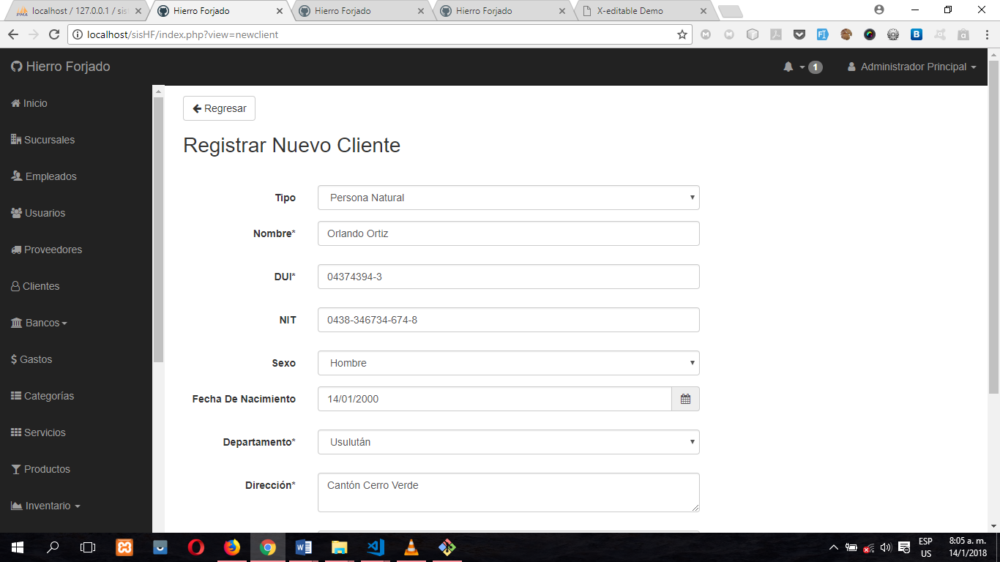 localhost / 127.0.0.1 / sis
Hierro Forjado
Hierro Forjado
Hierro Forjado
X-editable Demo
localhost/sisHF/index.php?view=newclient
Hierro Forjado
1
Administrador Principal
Inicio
Sucursales
Empleados
Usuarios
Proveedores
Clientes
Bancos
$ Gastos
Categorías
Servicios
Productos
Inventario
Regresar
Registrar Nuevo Cliente
Tipo
Persona Natural
Nombre*
Orlando Ortiz
DUI*
04374394-3
NIT
0438-346734-674-8
Sexo
Hombre
Fecha De Nacimiento
14/01/2000
Departamento*
Usulután
Dirección*
Cantón Cerro Verde
ESP
US
8:05 a. m.
14/1/2018